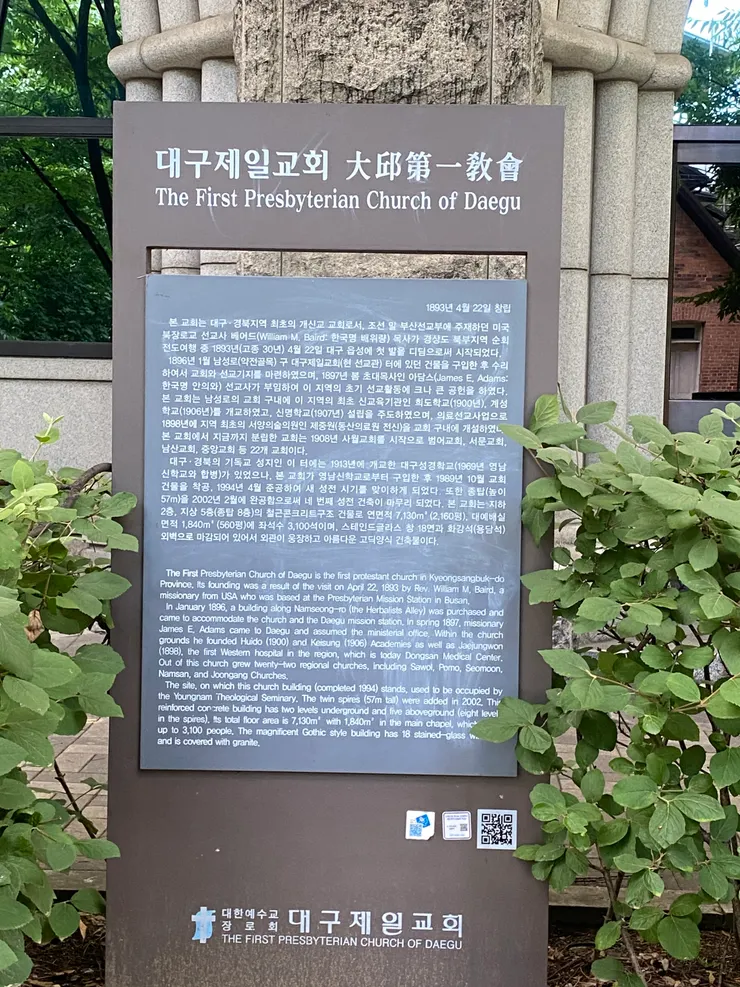 대구제일교회 大邱第一敎會
The First Presbyterian Church of Daegu
1893년 4월 22일 창립
본 교회는 대구·경북지역 최초의 개신교 교회로서, 조선 말 부산선교부에 주재하던 미국
북장로교 선교사 베어드(William M. Baird: 한국명 배위량) 목사가 경상도 북부지역 순회
전도여행 중 1893년(고종 30년) 4월 22일 대구 읍성에 첫 발을 디딤으로써 시작되었다.
1896년 1월 남성로(약전골목) 구 대구제일교회(현 선교관) 터에 있던 건물을 구입한 후 수리
하여서 교회와 선교기지를 마련하였으며, 1897년 봄 초대목사인 아담스(James E. Adams:
한국명 안의와) 선교사가 부임하여 이 지역의 초기 선교활동에 크나 큰 공헌을 하였다.
본 교회는 남성로의 교회 구내에 이 지역의 최초 신교육기관인 희도학교(1900년), 계성
학교(1906년)를 개교하였고, 신명학교(1907년) 설립을 주도하였으며, 의료선교사업으로
1898년에 지역 최초의 서양의술의원인 제중원(동산의료원 전신)을 교회 구내에 개설하였다.
본 교회에서 지금까지 분립한 교회는 1908년 사월교회를 시작으로 범어교회, 서문교회,
남산교회, 중앙교회 등 22개 교회이다.
대구·경북의 기독교 성지인 이 터에는 1913년에 개교한 대구성경학교(1969년 영남
신학교와 합병)가 있었으나, 본 교회가 영남신학교로부터 구입한 후 1989년 10월 교회
건물을 착공, 1994년 4월 준공하여 새 성전 시기를 맞이하게 되었다. 또한 종탑(높이
57m)을 2002년 2월에 완공함으로써 네 번째 성전 건축이 마무리 되었다. 본 교회는 지하
2층, 지상 5층(종탑 8층)의 철근콘크리트구조 건물로 연면적 7,130㎡(2,160평), 대예배실
면적 1,840㎡(560평)에 좌석수 3,100석이며, 스테인드글라스 창 18연과 화강석(용담석)
외벽으로 마감되어 있어서 외관이 웅장하고 아름다운 고딕양식 건축물이다.
The First Presbyterian Church of Daegu is the first protestant church in Kyeongsangbuk-do
Province. Its founding was a result of the visit on April 22, 1893 by Rev. William M. Baird, a
missionary from USA who was based at the Presbyterian Mission Station in Busan.
In January 1896, a building along Namseong-ro (the Herbalists Alley) was purchased and
came to accommodate the church and the Daegu mission station. In spring 1897, missionary
James E. Adams came to Daegu and assumed the ministerial office. Within the church
grounds he founded Huido (1900) and Keisung (1906) Academies as well as Jaejungwon
(1898), the first Western hospital in the region, which is today Dongsan Medical Center.
Out of this church grew twenty-two regional churches, including Sawol, Pomo, Seomoon,
Namsan, and Joongang Churches.
The site, on which this church building (completed 1994) stands, used to be occupied by
the Youngnam Theological Seminary. The twin spires (57m tall) were added in 2002. This
reinforced concrete building has two levels underground and five aboveground (eight level
in the spires). Its total floor area is 7,130㎡ with 1,840㎡ in the main chapel, which
up to 3,100 people. The magnificent Gothic style building has 18 stained-glass
and is covered with granite.
대한예수교
장로회 대구제일교회
THE FIRST PRESBYTERIAN CHURCH OF DAEGU